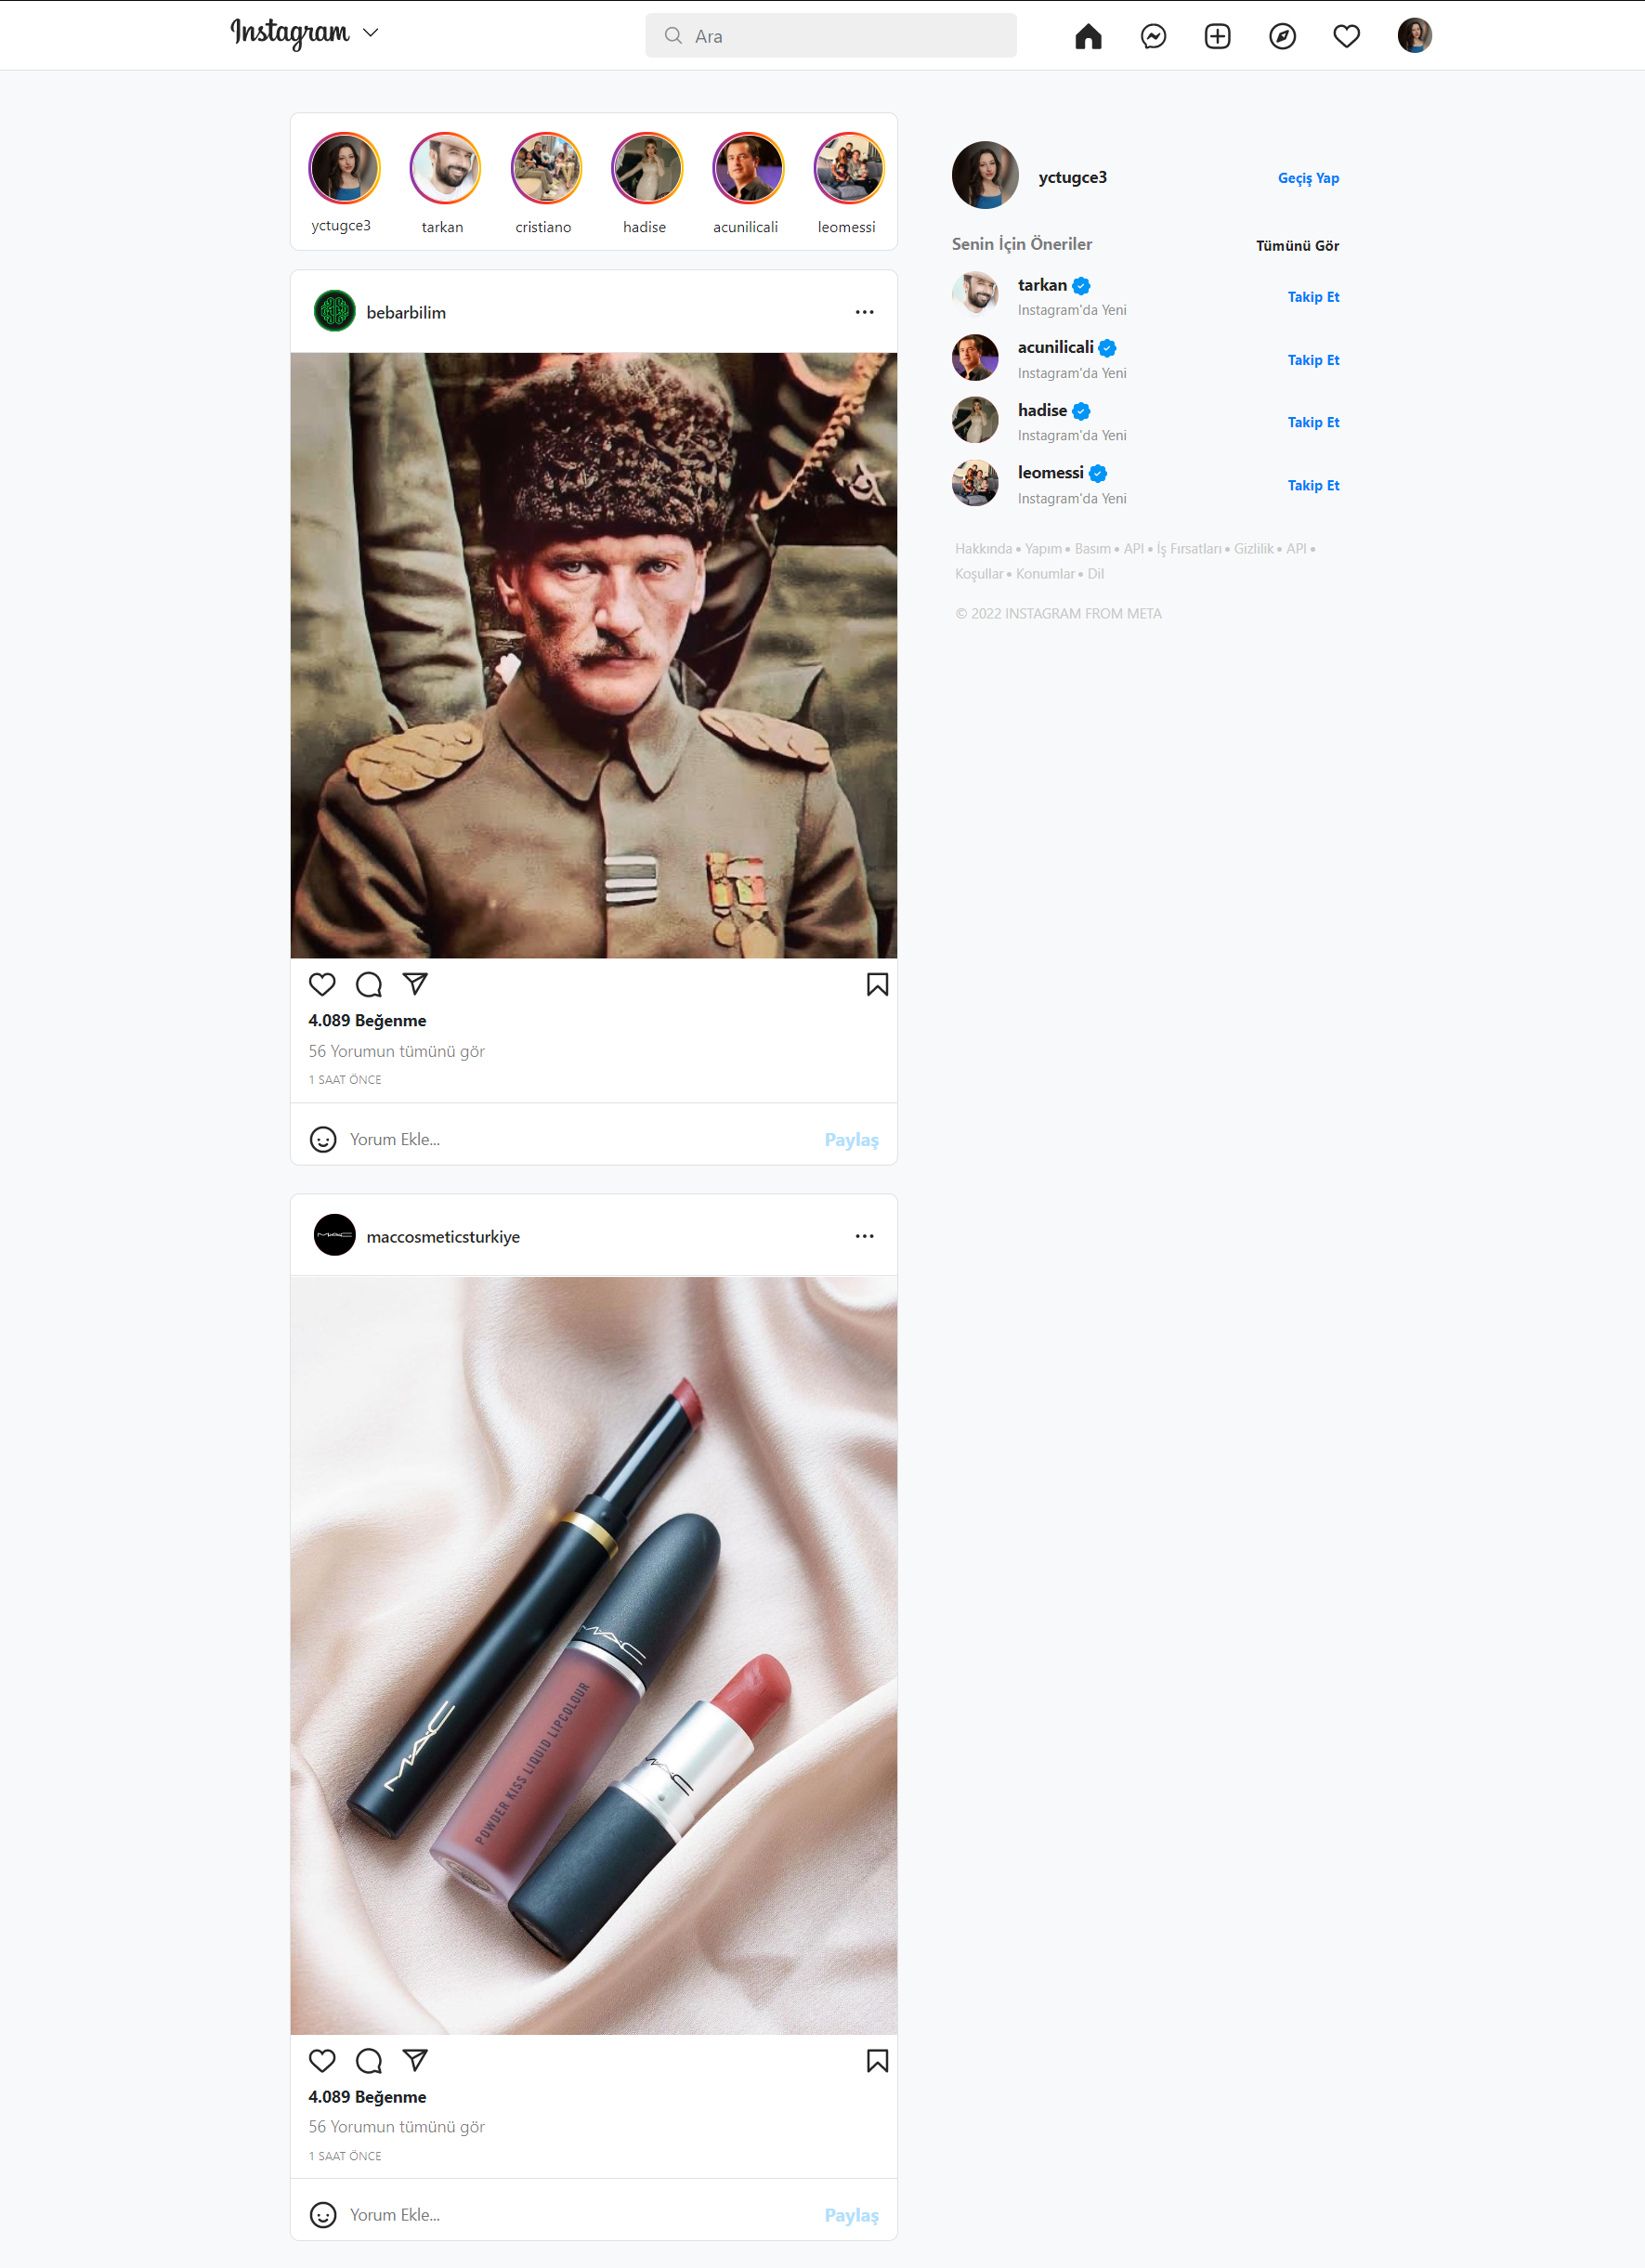 Instagram
Ara
yctugce3
tarkan
cristiano
hadise
acunilicali
leomessi
bebarbilim
4.089 Beğenme
56 Yorumun tümünü gör
1 SAAT ÖNCE
Yorum Ekle... Paylaş
MAC
maccosmeticsturkiye
MAC
MAC
POWDER KISS LIQUID LIPCOLOUR
MAC
4.089 Beğenme
56 Yorumun tümünü gör
1 SAAT ÖNCE
Yorum Ekle... Paylaş
yctugce3 Geçiş Yap
Senin İçin Öneriler Tümünü Gör
tarkan
Instagram'da Yeni Takip Et
acunilicali
Instagram'da Yeni Takip Et
hadise
Instagram'da Yeni Takip Et
leomessi
Instagram'da Yeni Takip Et
Hakkında • Yapım • Basım • API • İş Fırsatları • Gizlilik • API •
Koşullar • Konumlar • Dil
© 2022 INSTAGRAM FROM META